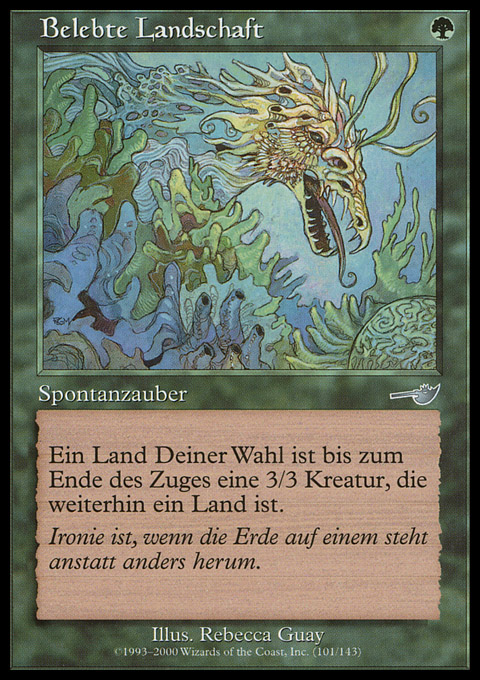 Belebte Landschaft
Spontanzauber
Ein Land Deiner Wahl ist bis zum
Ende des Zuges eine 3/3 Kreatur, die
weiterhin ein Land ist.
Ironie ist, wenn die Erde auf einem steht
anstatt anders herum.
Illus. Rebecca Guay
©1993–2000 Wizards of the Coast, Inc. (101/143)